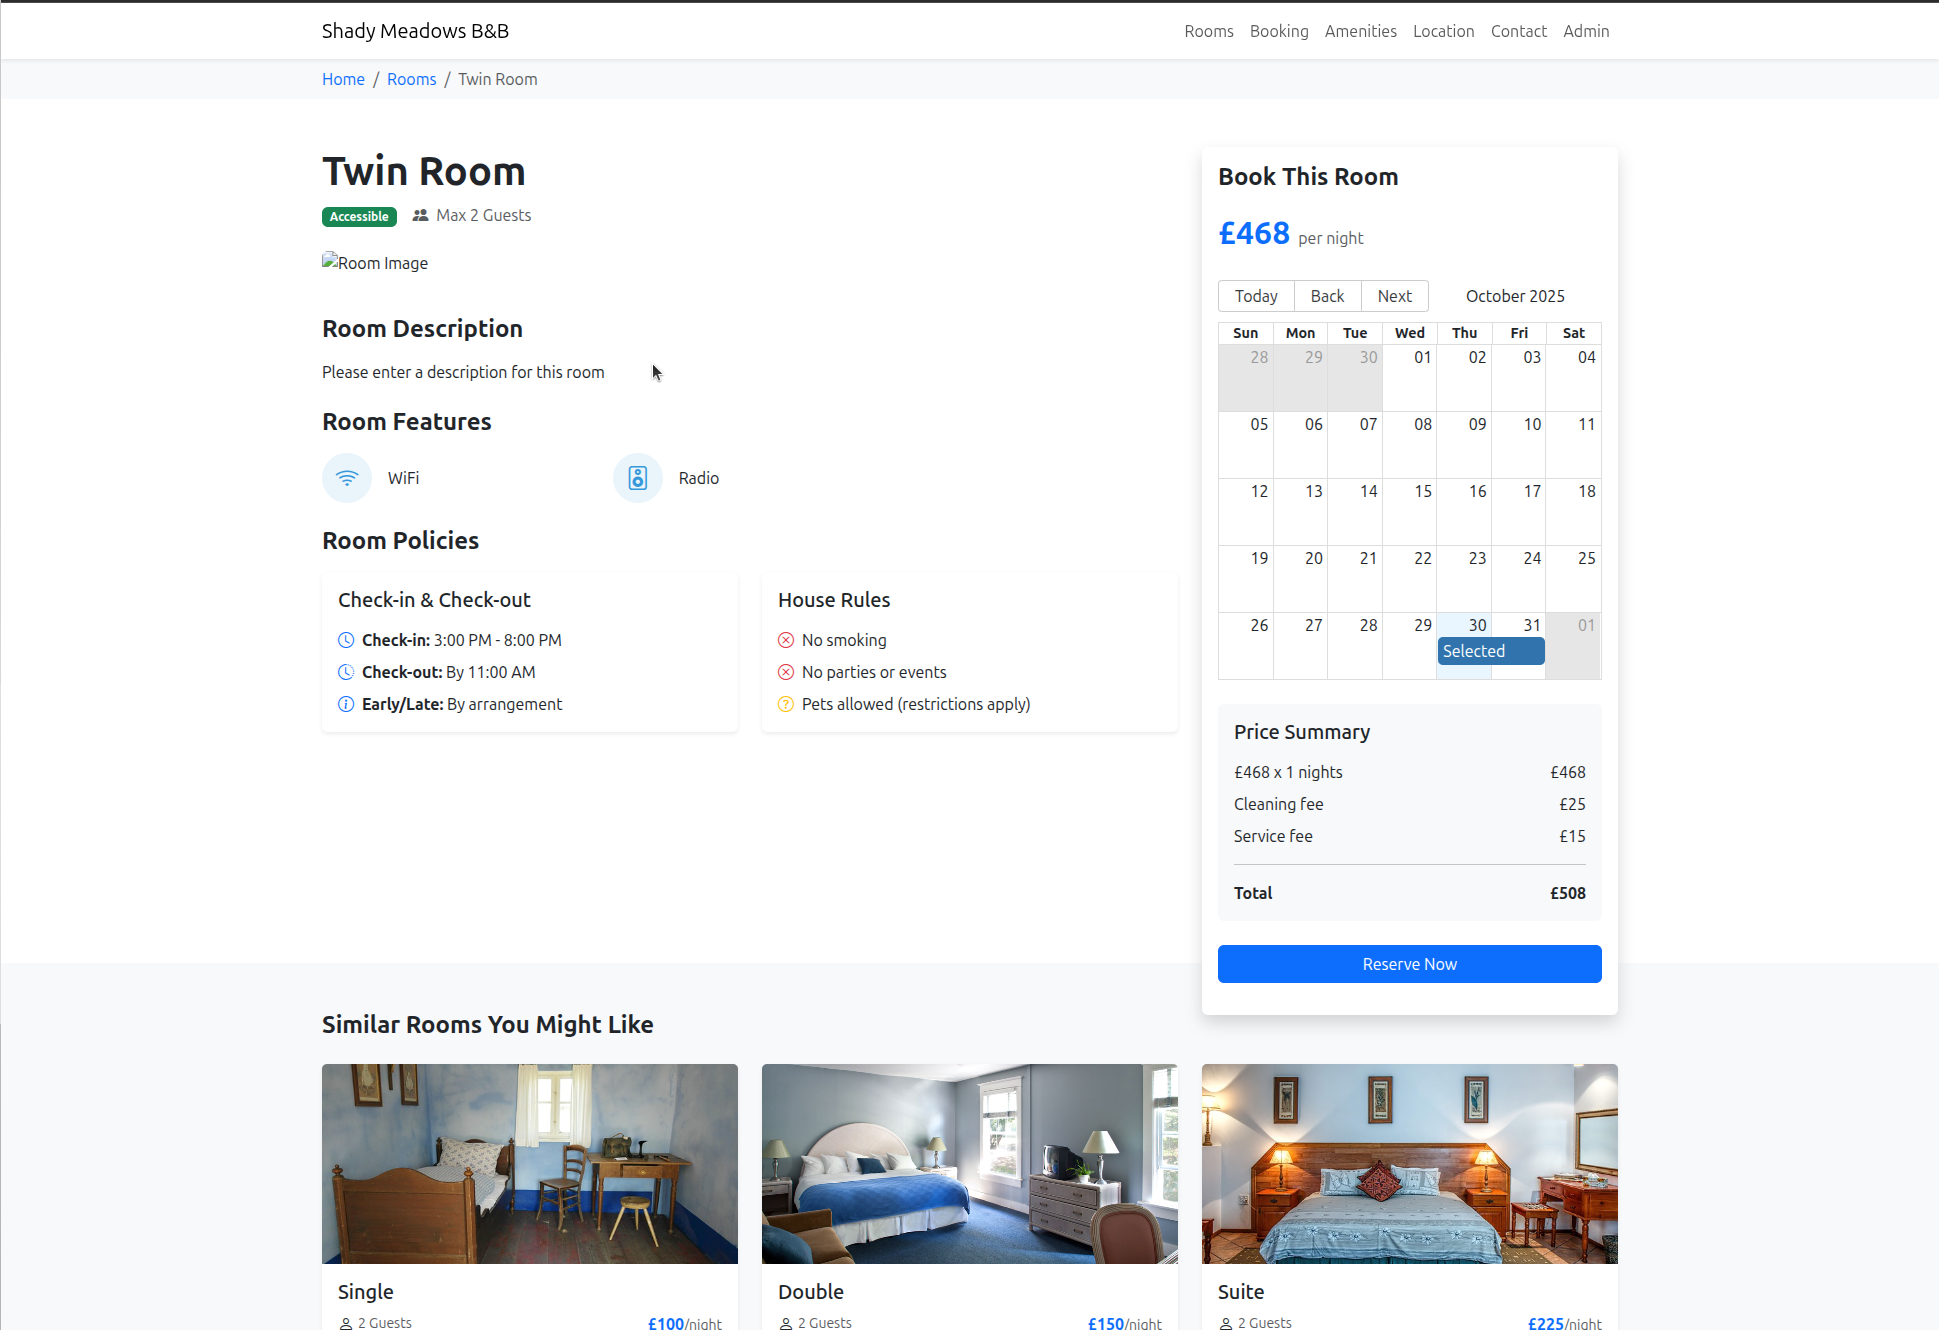 Shady Meadows B&B
Rooms Booking Amenities Location Contact Admin
Home / Rooms / Twin Room
Twin Room
Accessible Max 2 Guests
Room Image
Room Description
Please enter a description for this room
Room Features
WiFi Radio
Room Policies
Check-in & Check-out
Check-in: 3:00 PM - 8:00 PM
Check-out: By 11:00 AM
Early/Late: By arrangement
House Rules
No smoking
No parties or events
Pets allowed (restrictions apply)
Book This Room
£468 per night
Today Back Next October 2025
Sun Mon Tue Wed Thu Fri Sat
28 29 30 01 02 03 04
05 06 07 08 09 10 11
12 13 14 15 16 17 18
19 20 21 22 23 24 25
26 27 28 29 30 31 01
Selected
Price Summary
£468 x 1 nights £468
Cleaning fee £25
Service fee £15
Total £508
Reserve Now
Similar Rooms You Might Like
Single
2 Guests £100/night
Double
2 Guests £150/night
Suite
2 Guests £225/night